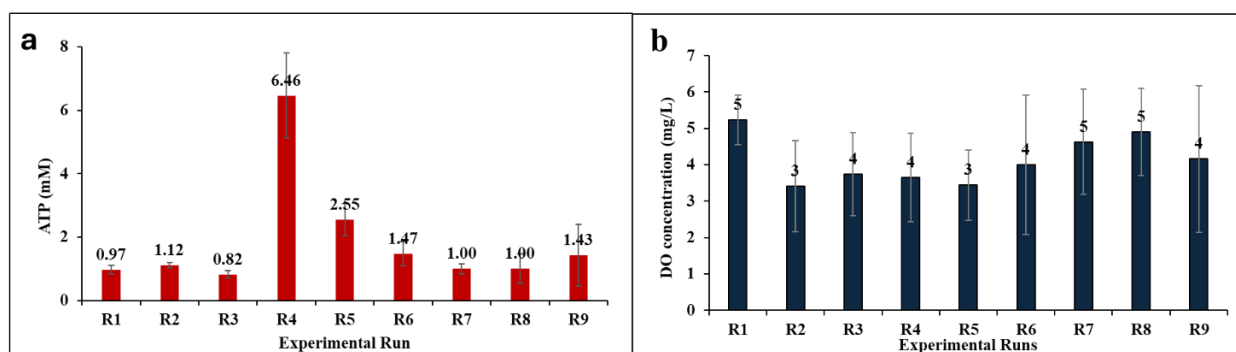 a
8
6
4
2
0
ATP (mM)
0.97 1.12 0.82 6.46 2.55 1.47 1.00 1.00 1.43
R1 R2 R3 R4 R5 R6 R7 R8 R9
Experimental Run
b
7
6
5
4
3
2
1
0
DO concentration (mg/L)
5 3 4 4 3 4 5 5 4
R1 R2 R3 R4 R5 R6 R7 R8 R9
Experimental Runs